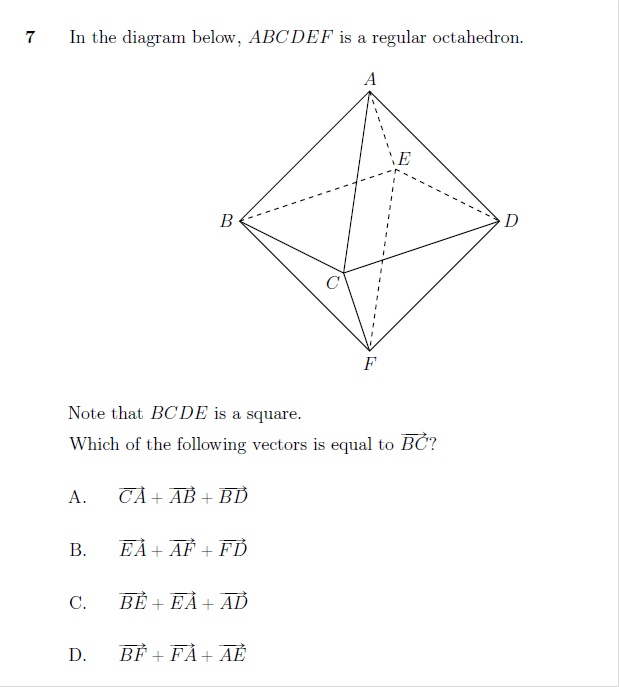 7 In the diagram below, ABCDEF is a regular octahedron.
A
E
B
D
C
F
Note that BCDE is a square.
Which of the following vectors is equal to $\overrightarrow{BC}$?
A. $\overrightarrow{CA} + \overrightarrow{AB} + \overrightarrow{BD}$
B. $\overrightarrow{EA} + \overrightarrow{AF} + \overrightarrow{FD}$
C. $\overrightarrow{BE} + \overrightarrow{EA} + \overrightarrow{AD}$
D. $\overrightarrow{BF} + \overrightarrow{FA} + \overrightarrow{AE}$